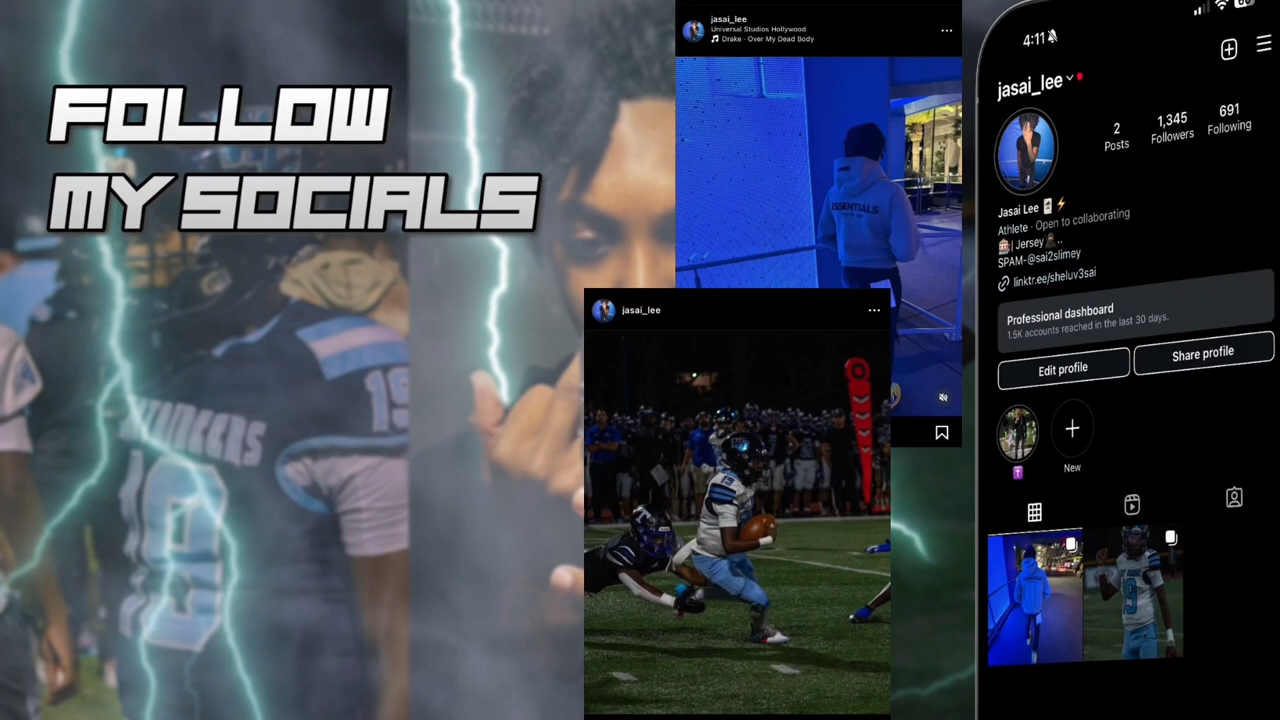 FOLLOW
MY SOCIALS
jasai_lee
Universal Studios Hollywood
Drake · Over My Dead Body
ESSENTIALS
jasai_lee
19
4:11
jasai_lee
2
Posts
1,345
Followers
691
Following
Jasai Lee
Athlete · Open to collaborating
| Jersey ..
SPAM-@sai2slimey
linktr.ee/sheluv3sai
Professional dashboard
1.5K accounts reached in the last 30 days.
Edit profile
Share profile
New
19
19